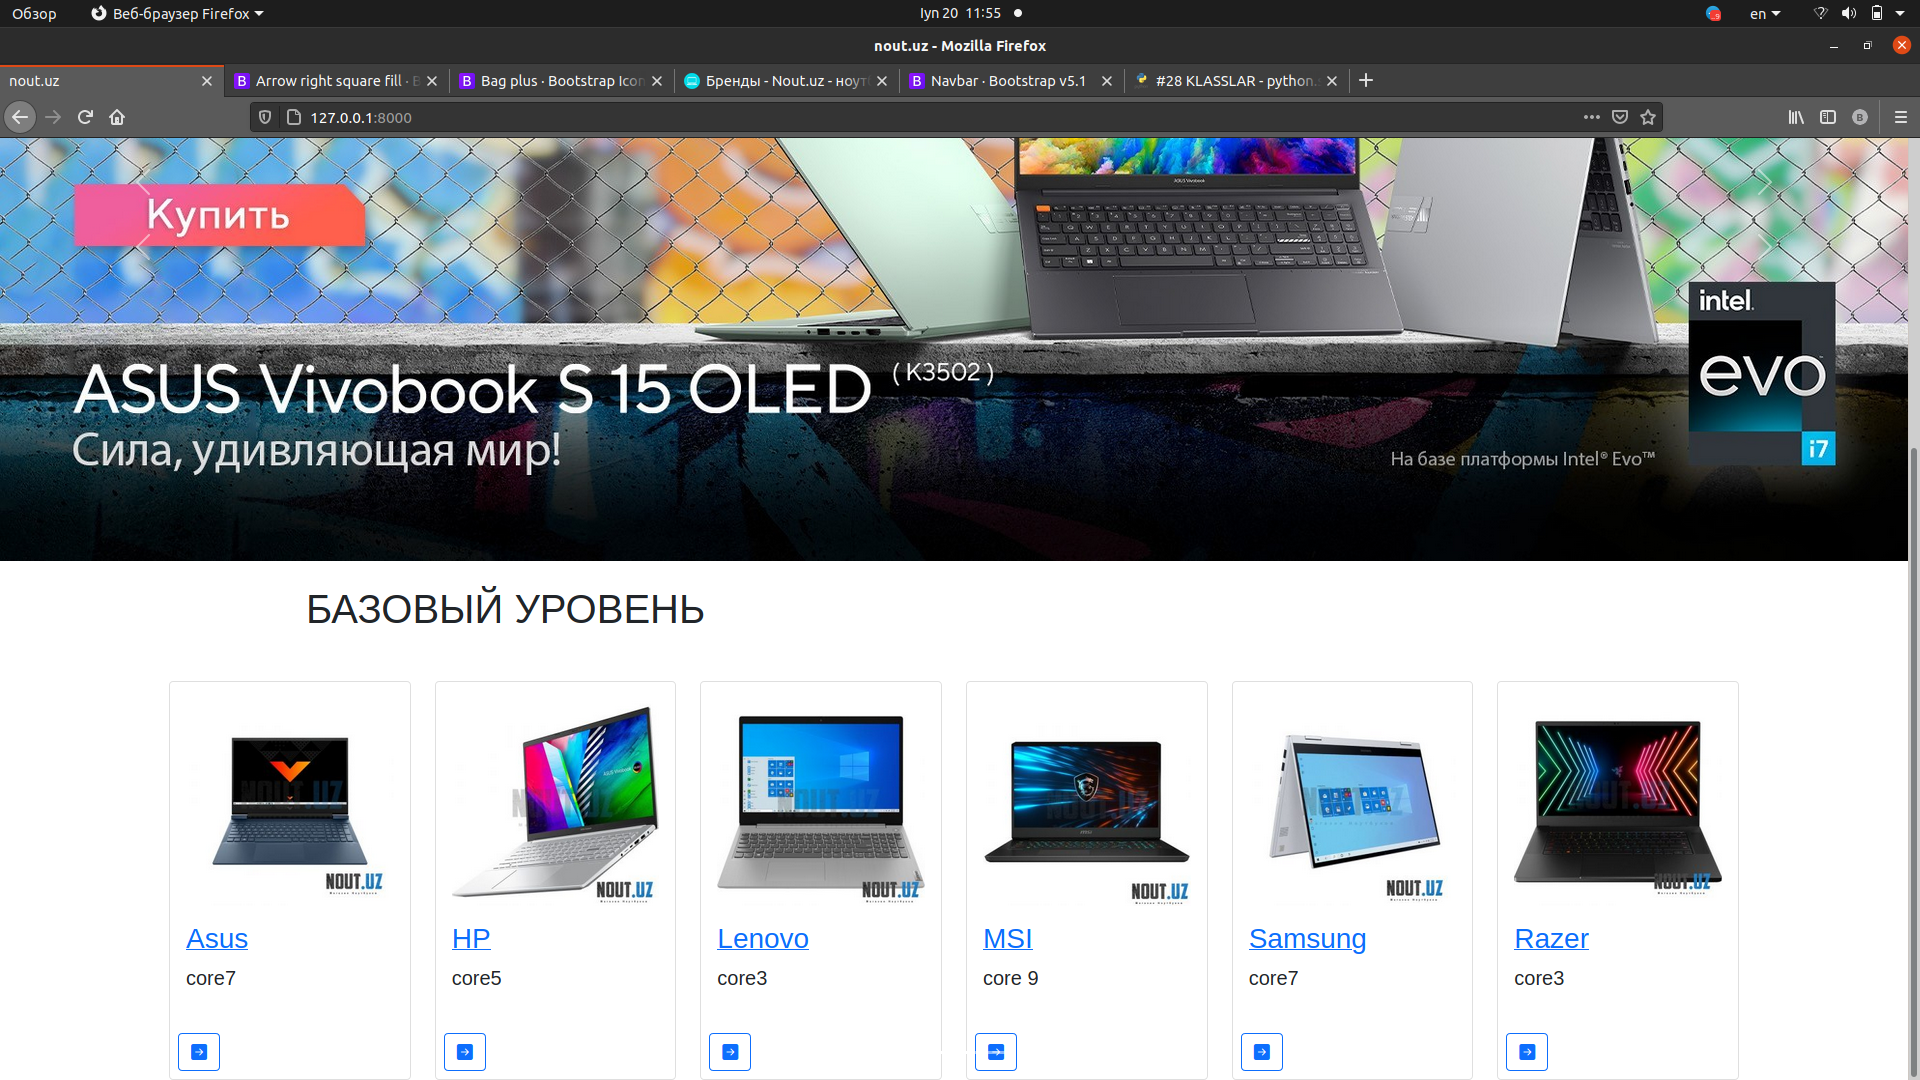 Обзор
Веб-браузер Firefox
Iyn 20 11:55
en
nout.uz - Mozilla Firefox
nout.uz
Arrow right square fill · B
Bag plus · Bootstrap Icon
Бренды - Nout.uz - ноут
Navbar · Bootstrap v5.1
#28 KLASSLAR - python.
127.0.0.1:8000
Купить
ASUS Vivobook
intel.
evo
i7
ASUS Vivobook S 15 OLED ( K3502 )
Сила, удивляющая мир!
На базе платформы Intel® Evo™
БАЗОВЫЙ УРОВЕНЬ
NOUT.UZ
NOUT.UZ
NOUT.UZ
NOUT.UZ
NOUT.UZ
NOUT.UZ
Asus
HP
Lenovo
MSI
Samsung
Razer
core7
core5
core3
core 9
core7
core3